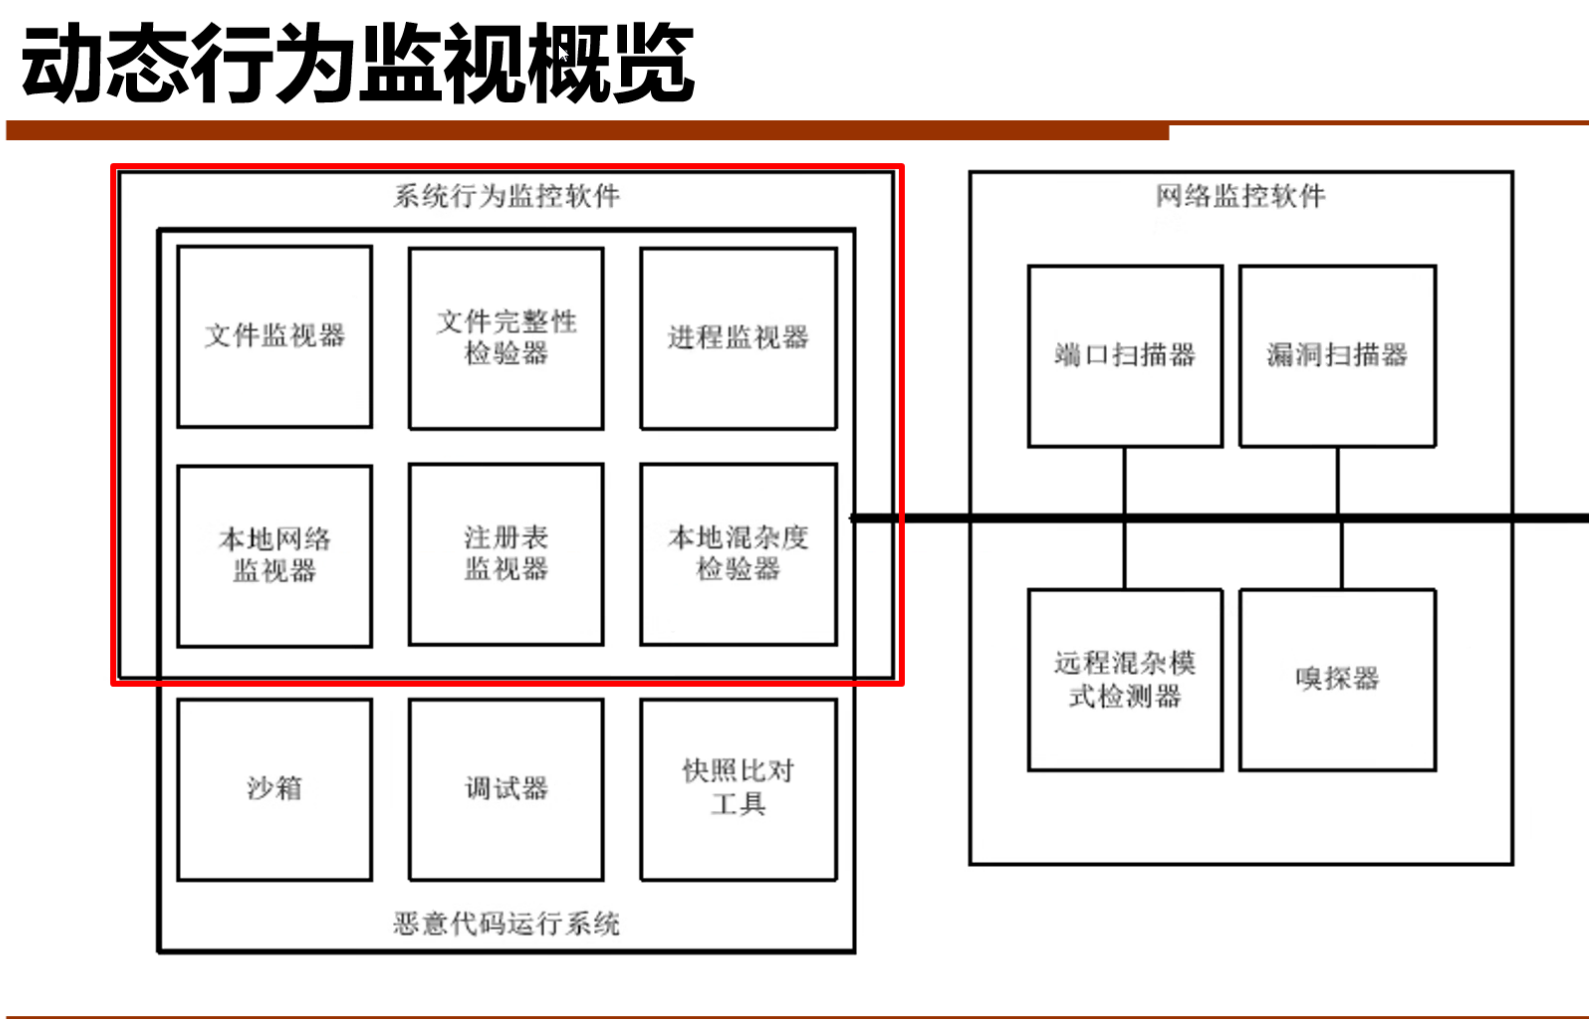 动态行为监视概览
系统行为监控软件
文件监视器
文件完整性
检验器
进程监视器
本地网络
监视器
注册表
监视器
本地混杂度
检验器
沙箱
调试器
快照比对
工具
恶意代码运行系统
网络监控软件
端口扫描器
漏洞扫描器
远程混杂模
式检测器
嗅探器